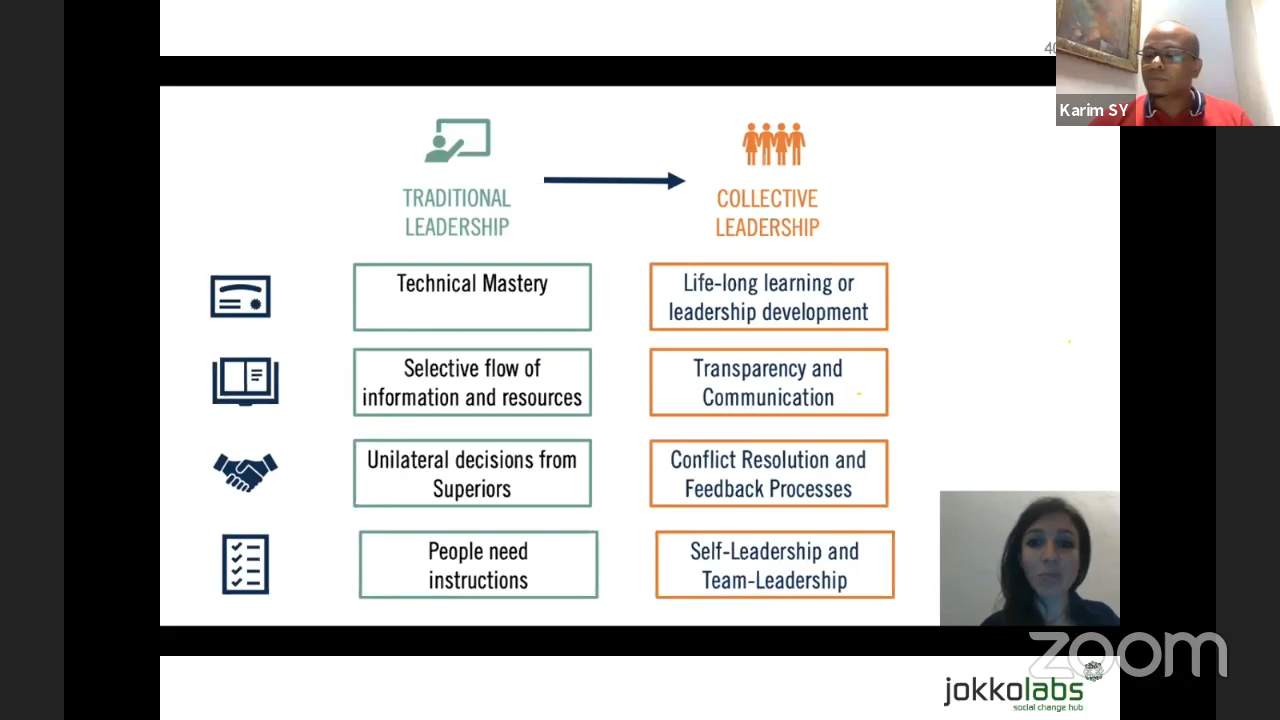 40
Karim SY
TRADITIONAL
LEADERSHIP
COLLECTIVE
LEADERSHIP
Technical Mastery
Life-long learning or
leadership development
Selective flow of
information and resources
Transparency and
Communication
Unilateral decisions from
Superiors
Conflict Resolution and
Feedback Processes
People need
instructions
Self-Leadership and
Team-Leadership
zoom
jokkolabs
social change hub